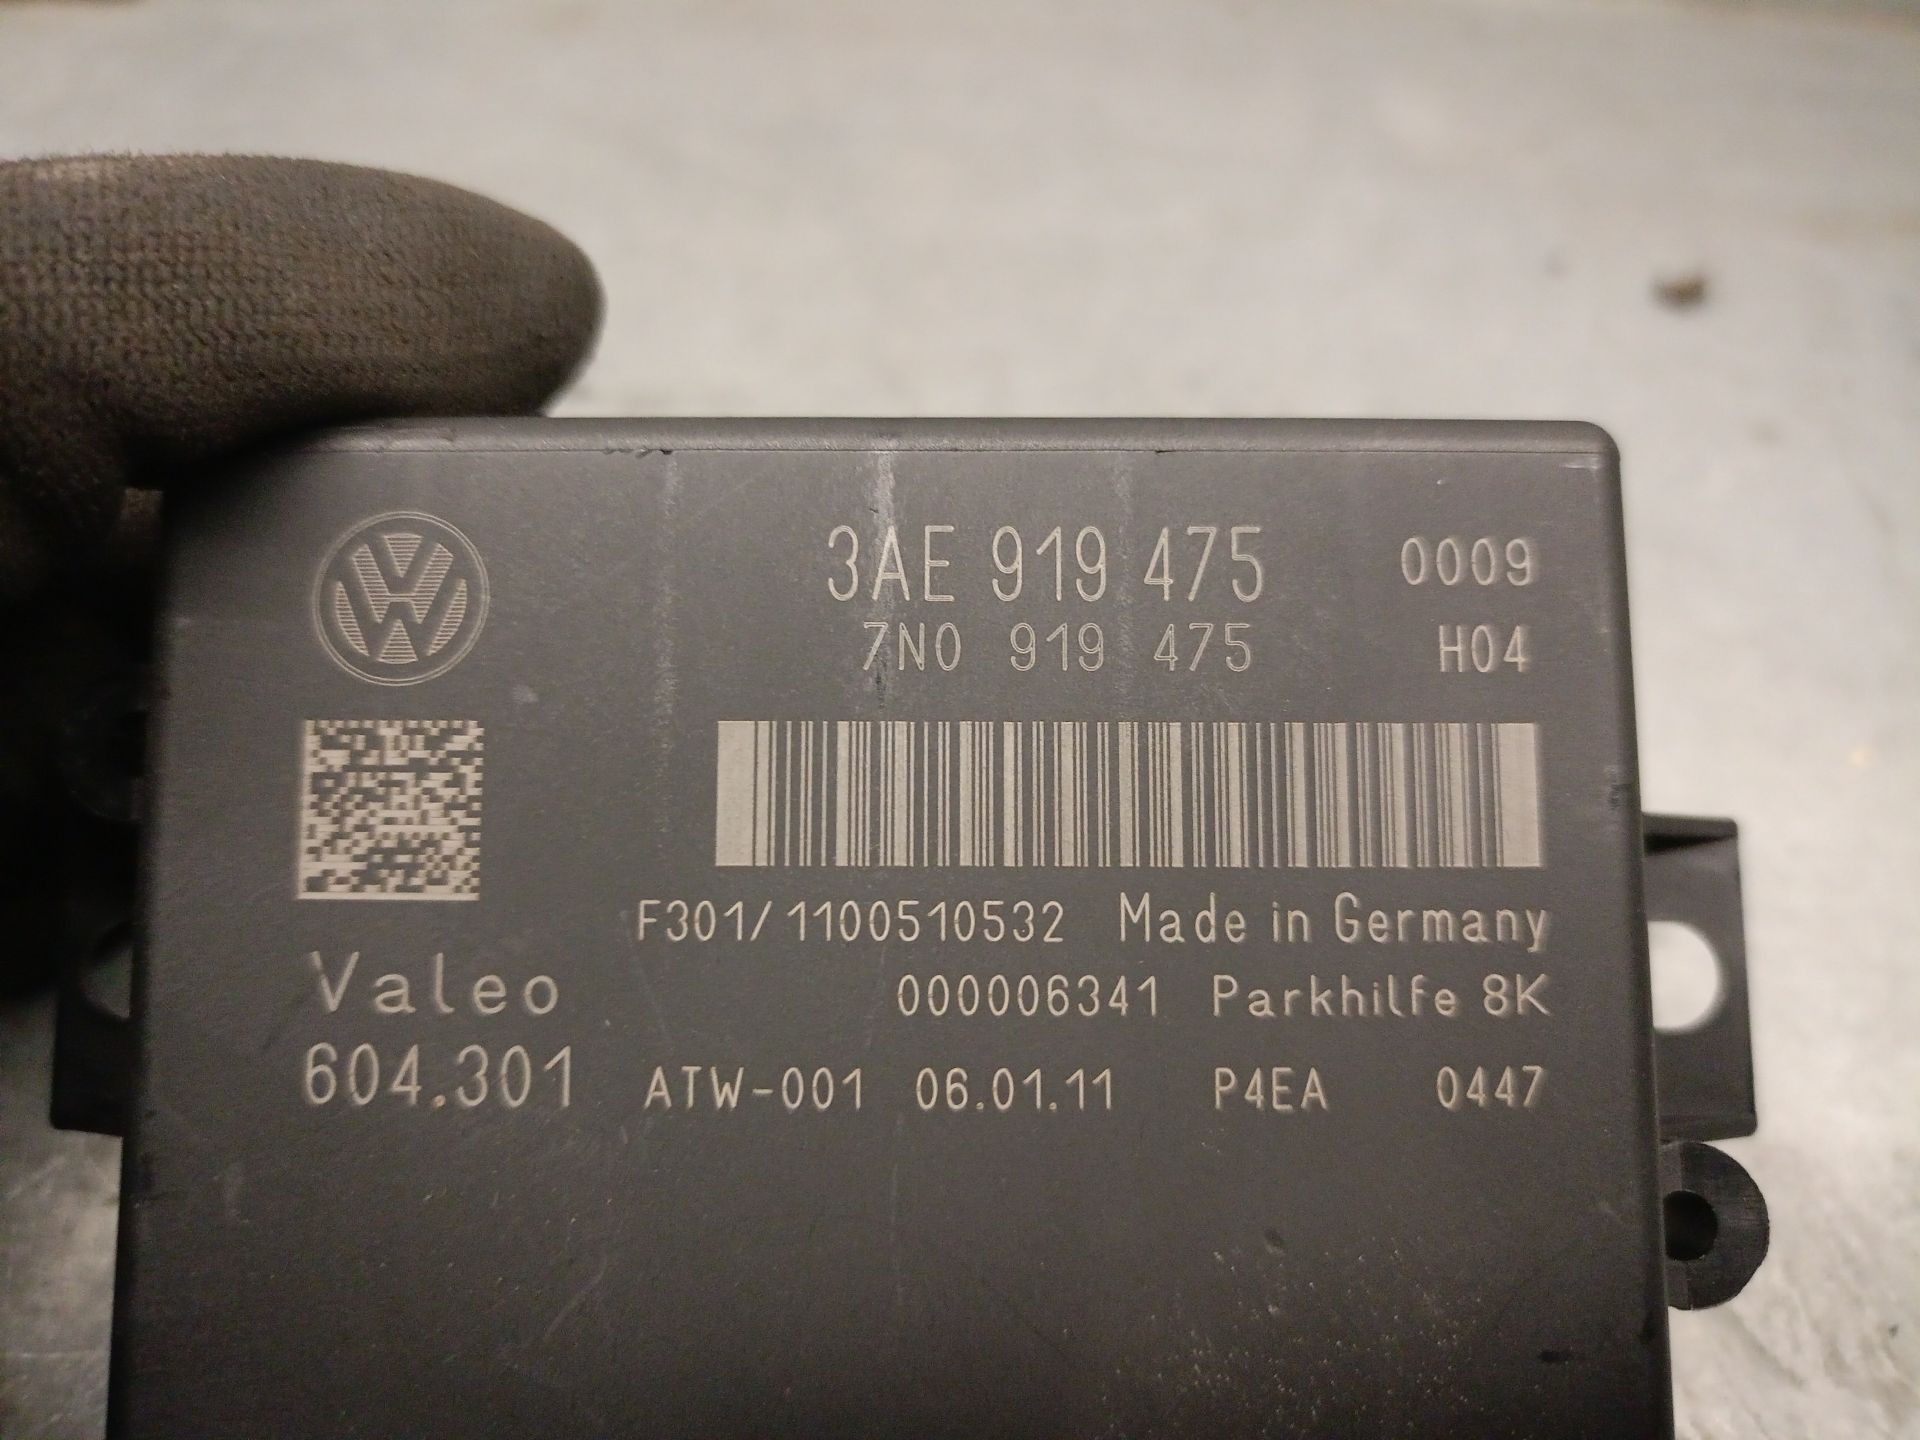 3AE 919 475 0009
7N0 919 475 H04
F301/1100510532 Made in Germany
Valeo 000006341 Parkhilfe 8K
604.301 ATW-001 06.01.11 P4EA 0447